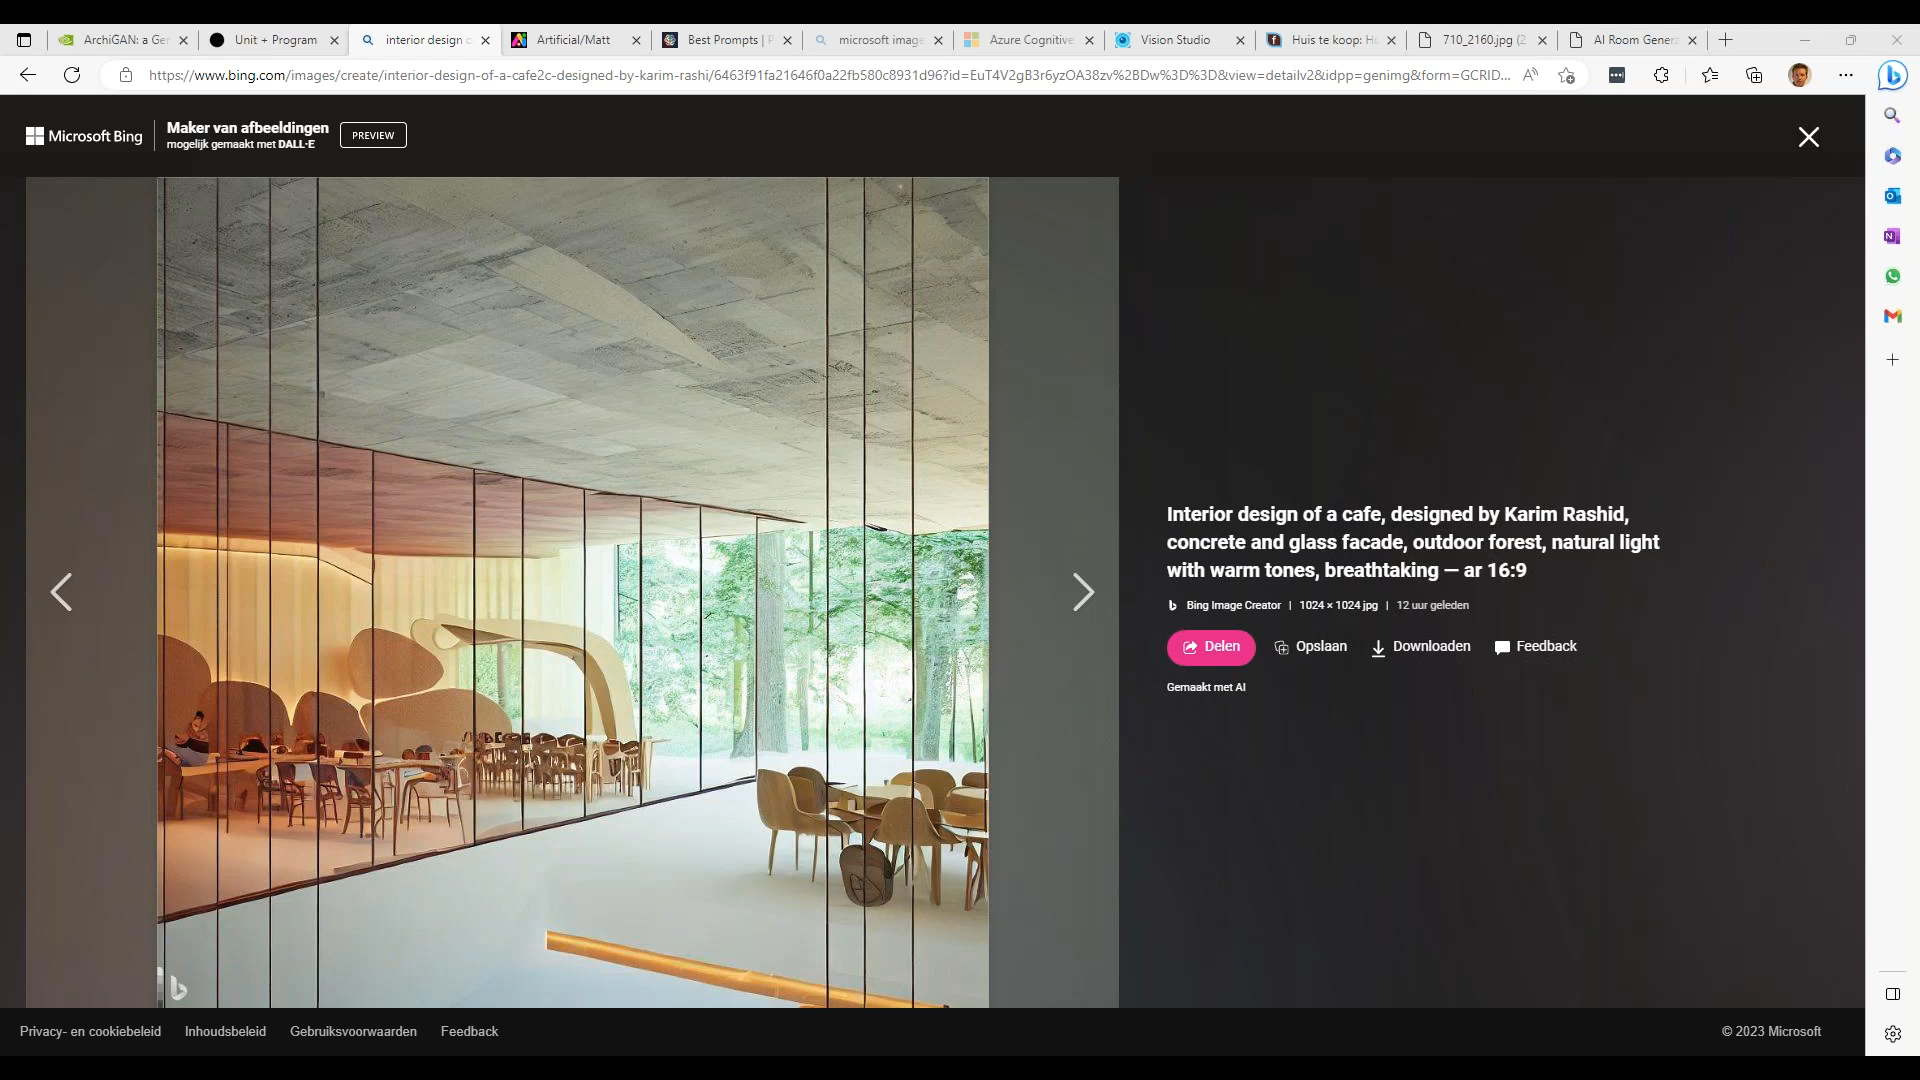 ArchiGAN: a Ger
Unit + Program
interior design c
Artificial/Matt
Best Prompts | P
microsoft image
Azure Cognitive
Vision Studio
Huis te koop: Ho
710_2160.jpg (2
AI Room Genera
https://www.bing.com/images/create/interior-design-of-a-cafe2c-designed-by-karim-rashi/6463f91fa21646f0a22fb580c8931d96?id=EuT4V2gB3r6yzOA38zv%2BDw%3D%3D&view=detailv2&idpp=genimg&form=GCRID...
Microsoft Bing
Maker van afbeeldingen
mogelijk gemaakt met DALL·E
PREVIEW
Interior design of a cafe, designed by Karim Rashid,
concrete and glass facade, outdoor forest, natural light
with warm tones, breathtaking — ar 16:9
Bing Image Creator | 1024 × 1024 jpg | 12 uur geleden
Delen
Opslaan
Downloaden
Feedback
Gemaakt met AI
Privacy- en cookiebeleid
Inhoudsbeleid
Gebruiksvoorwaarden
Feedback
© 2023 Microsoft